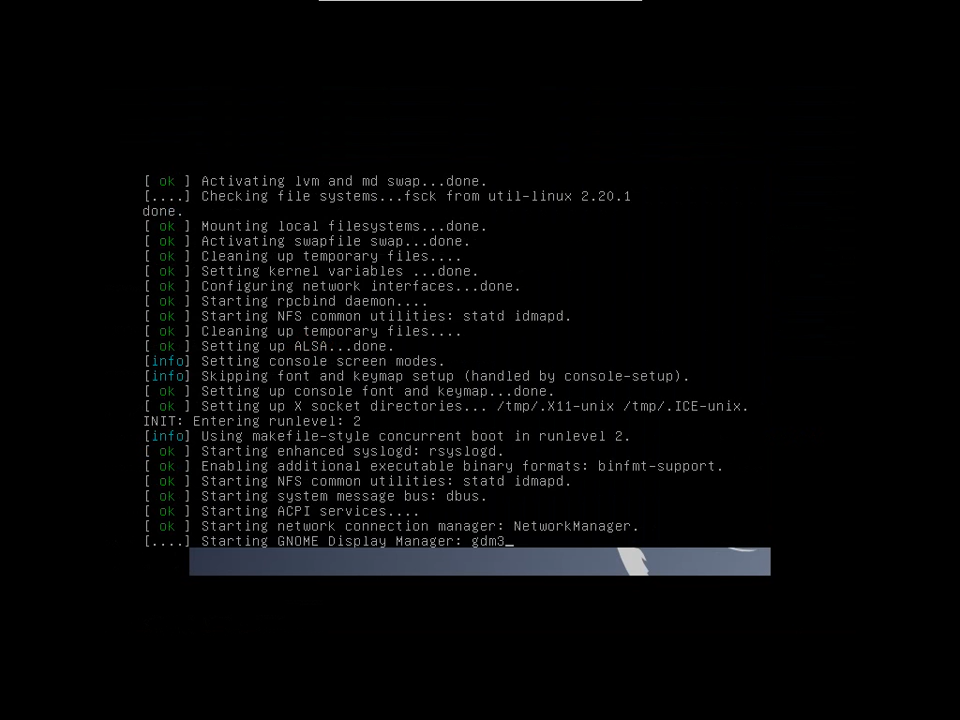 [ ok ] Activating lvm and md swap...done.
[....] Checking file systems...fsck from util-linux 2.20.1
done.
[ ok ] Mounting local filesystems...done.
[ ok ] Activating swapfile swap...done.
[ ok ] Cleaning up temporary files....
[ ok ] Setting kernel variables ...done.
[ ok ] Configuring network interfaces...done.
[ ok ] Starting rpcbind daemon....
[ ok ] Starting NFS common utilities: statd idmapd.
[ ok ] Cleaning up temporary files....
[ ok ] Setting up ALSA...done.
[info] Setting console screen modes.
[info] Skipping font and keymap setup (handled by console-setup).
[ ok ] Setting up console font and keymap...done.
[ ok ] Setting up X socket directories... /tmp/.X11-unix /tmp/.ICE-unix.
INIT: Entering runlevel: 2
[info] Using makefile-style concurrent boot in runlevel 2.
[ ok ] Starting enhanced syslogd: rsyslogd.
[ ok ] Enabling additional executable binary formats: binfmt-support.
[ ok ] Starting NFS common utilities: statd idmapd.
[ ok ] Starting system message bus: dbus.
[ ok ] Starting ACPI services....
[ ok ] Starting network connection manager: NetworkManager.
[....] Starting GNOME Display Manager: gdm3_